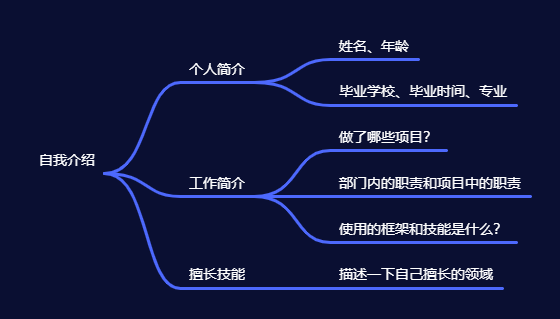 自我介绍
个人简介
姓名、年龄
毕业学校、毕业时间、专业
工作简介
做了哪些项目？
部门内的职责和项目中的职责
使用的框架和技能是什么？
擅长技能
描述一下自己擅长的领域